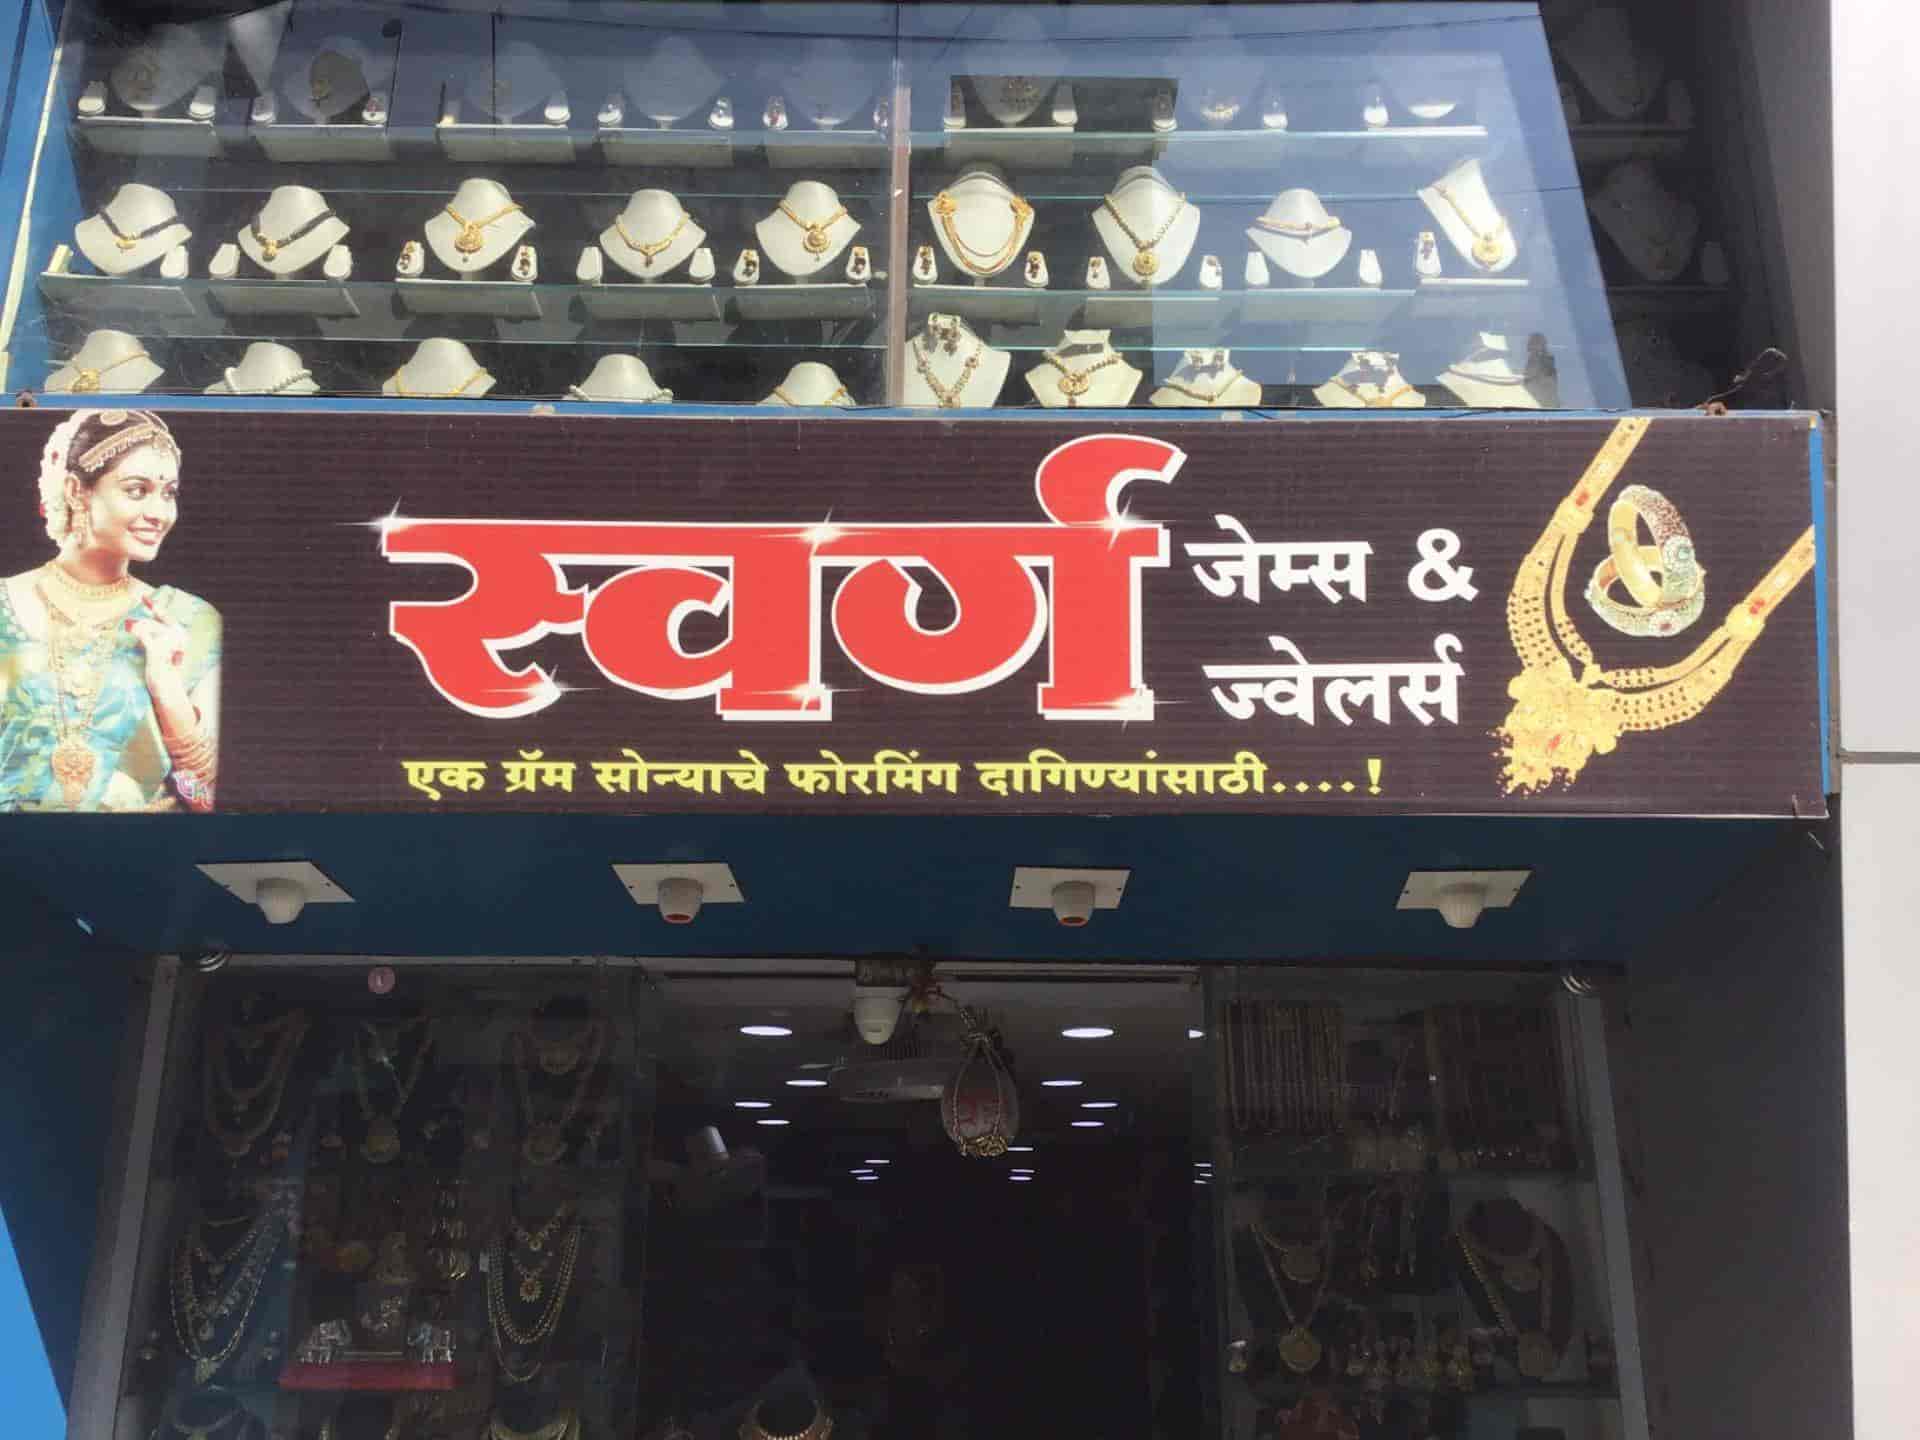 स्वर्ण
जेम्स &
ज्वेलर्स
एक ग्रॅम सोन्याचे फोरमिंग दागिण्यांसाठी....!